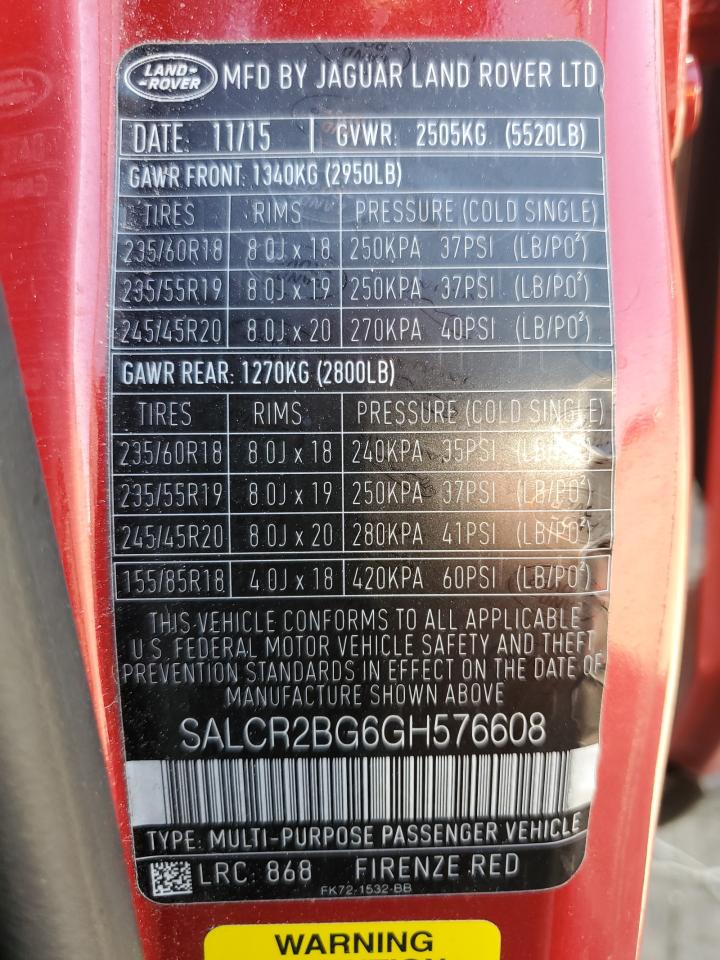 LAND
ROVER
MFD BY JAGUAR LAND ROVER LTD
DATE: 11/15 GVWR: 2505KG (5520LB)
GAWR FRONT: 1340KG (2950LB)
TIRES RIMS PRESSURE (COLD SINGLE)
235/60R18 8.0J x 18 250KPA 37PSI (LB/PO²)
235/55R19 8.0J x 19 250KPA 37PSI (LB/PO²)
245/45R20 8.0J x 20 270KPA 40PSI (LB/PO²)
GAWR REAR: 1270KG (2800LB)
TIRES RIMS PRESSURE (COLD SINGLE)
235/60R18 8.0J x 18 240KPA 35PSI (LB/PO²)
235/55R19 8.0J x 19 250KPA 37PSI (LB/PO²)
245/45R20 8.0J x 20 280KPA 41PSI (LB/PO²)
155/85R18 4.0J x 18 420KPA 60PSI (LB/PO²)
THIS VEHICLE CONFORMS TO ALL APPLICABLE
U.S. FEDERAL MOTOR VEHICLE SAFETY AND THEFT
PREVENTION STANDARDS IN EFFECT ON THE DATE OF
MANUFACTURE SHOWN ABOVE
SALCR2BG6GH576608
TYPE: MULTI-PURPOSE PASSENGER VEHICLE
LRC: 868 FIRENZE RED
FK72-1532-BB
WARNING